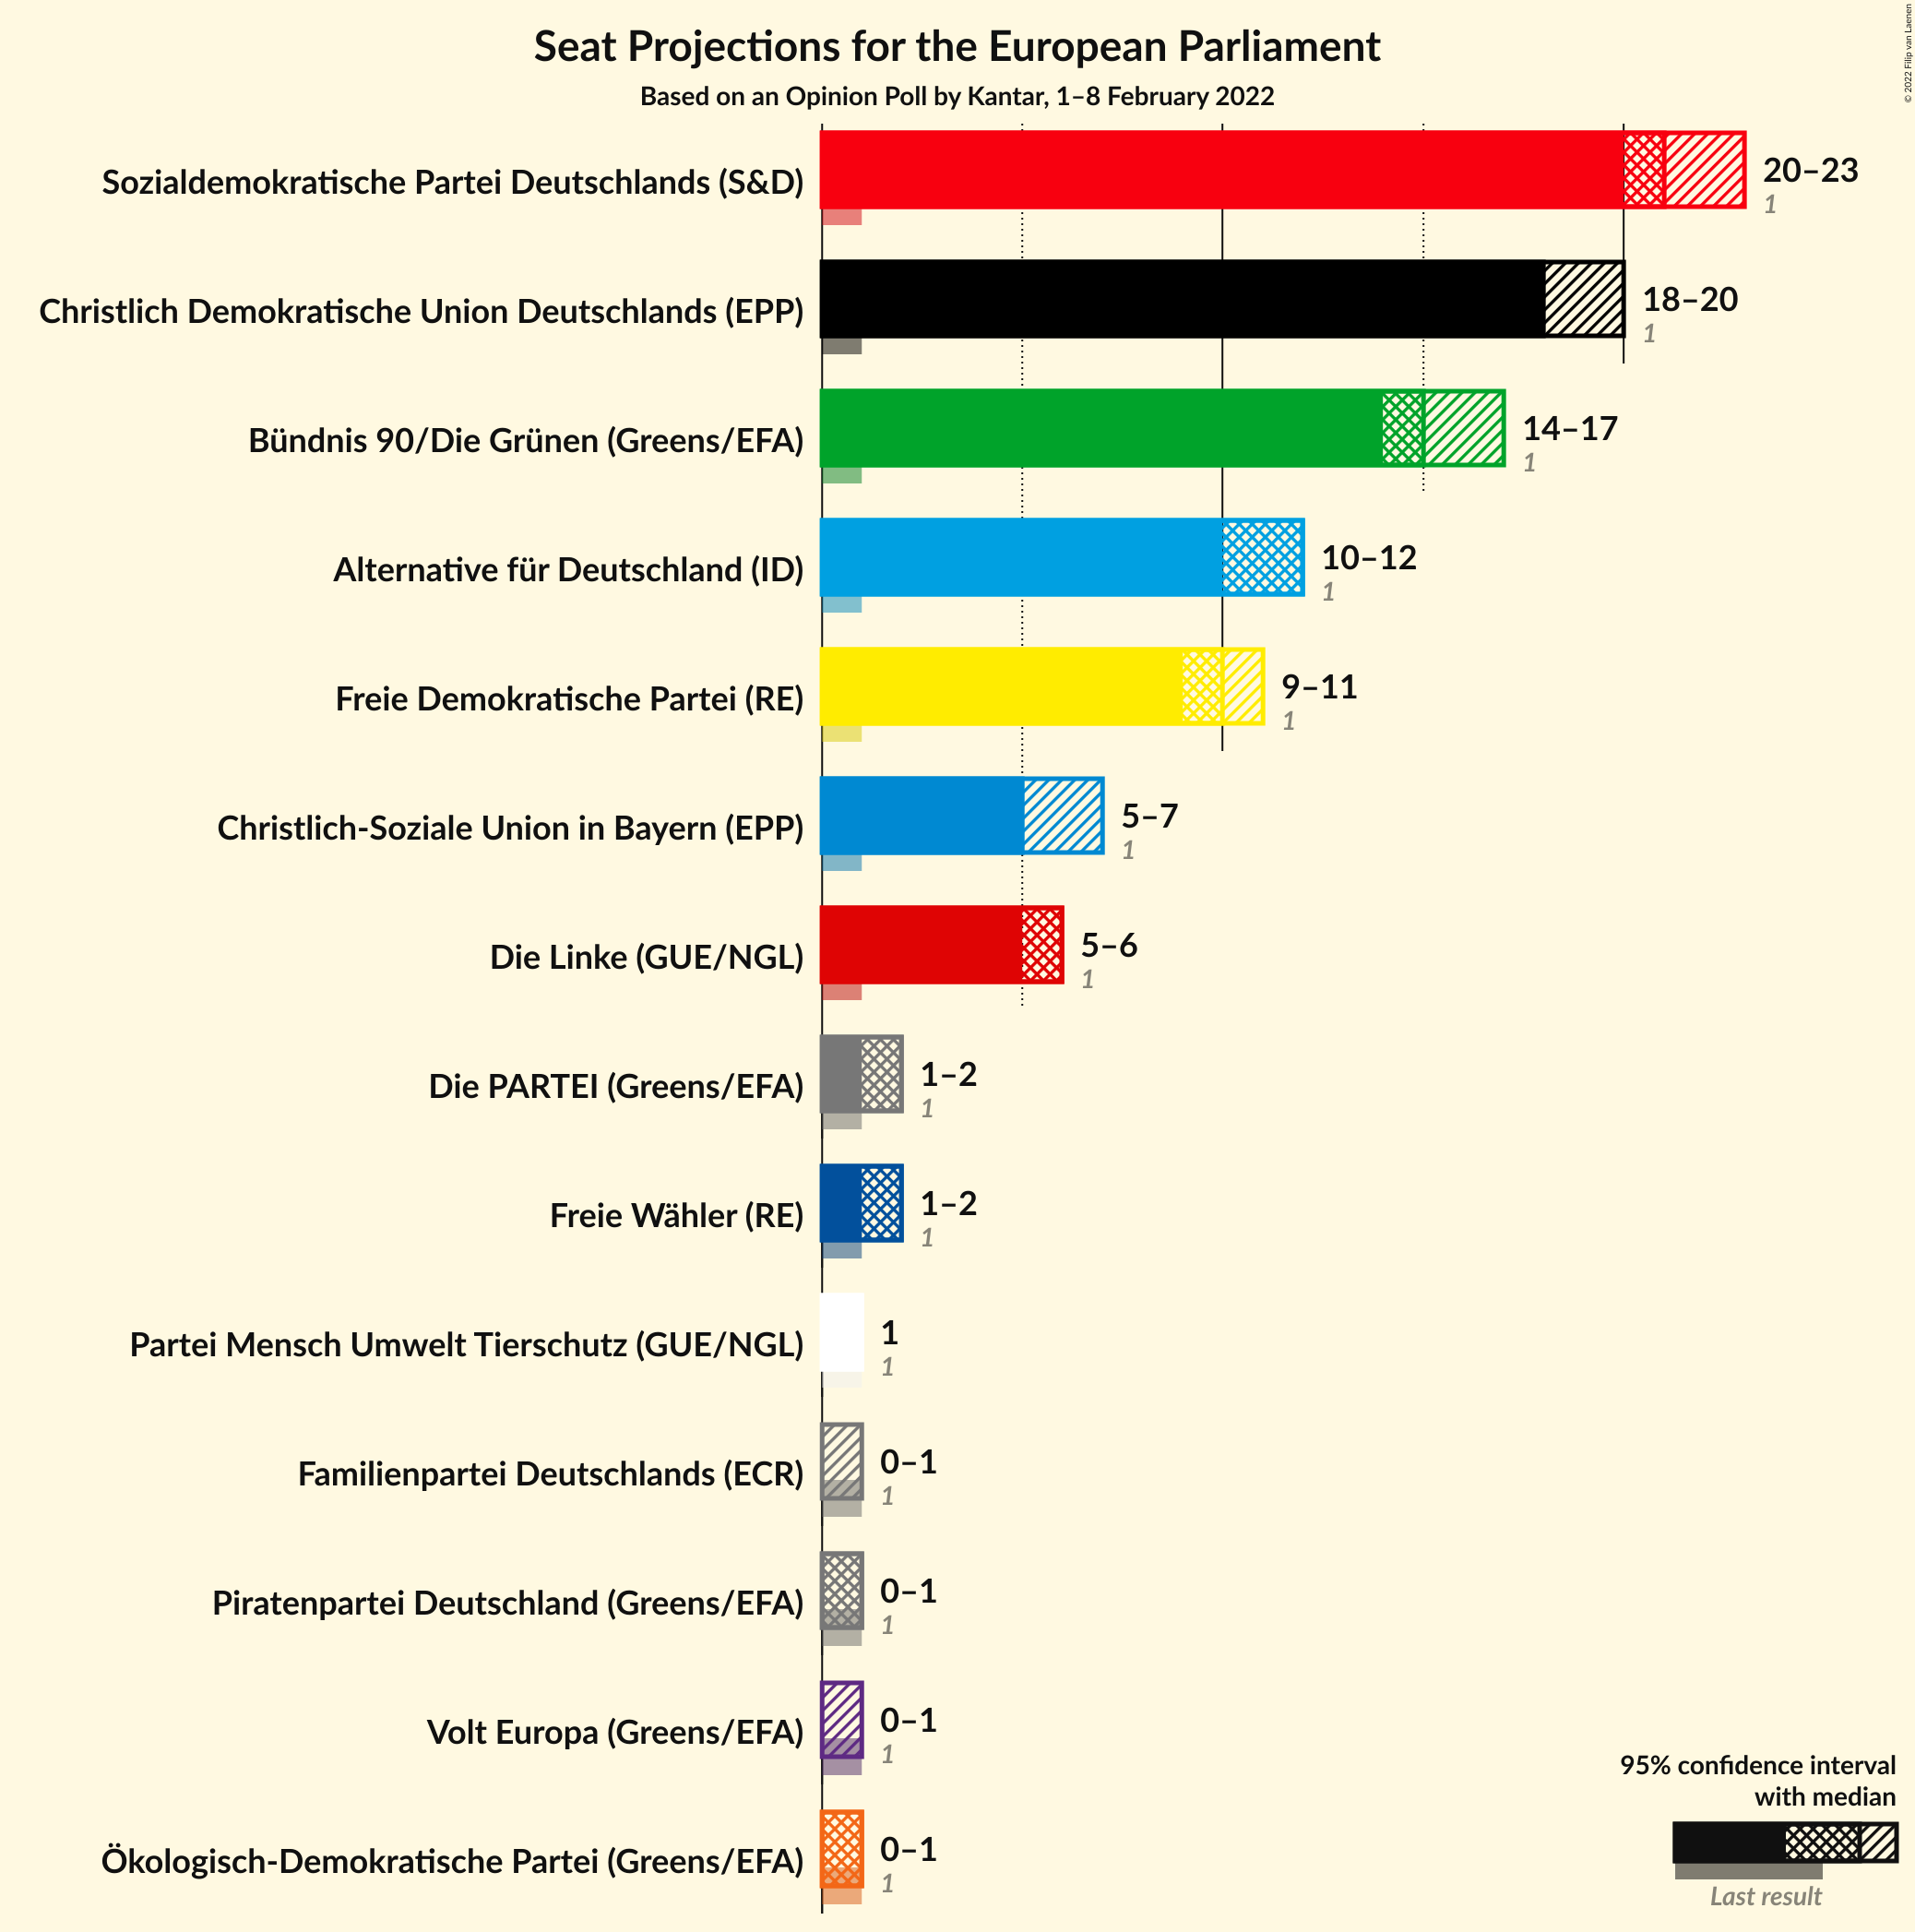 Seat Projections for the European Parliament
Based on an Opinion Poll by Kantar, 1–8 February 2022
© 2022 Filip van Laenen
Sozialdemokratische Partei Deutschlands (S&D)
20–23
1
Christlich Demokratische Union Deutschlands (EPP)
18–20
1
Bündnis 90/Die Grünen (Greens/EFA)
14–17
1
Alternative für Deutschland (ID)
10–12
1
Freie Demokratische Partei (RE)
9–11
1
Christlich-Soziale Union in Bayern (EPP)
5–7
1
Die Linke (GUE/NGL)
5–6
1
Die PARTEI (Greens/EFA)
1–2
1
Freie Wähler (RE)
1–2
1
Partei Mensch Umwelt Tierschutz (GUE/NGL)
1
1
Familienpartei Deutschlands (ECR)
0–1
1
Piratenpartei Deutschland (Greens/EFA)
0–1
1
Volt Europa (Greens/EFA)
0–1
1
Ökologisch-Demokratische Partei (Greens/EFA)
0–1
1
95% confidence interval
with median
Last result